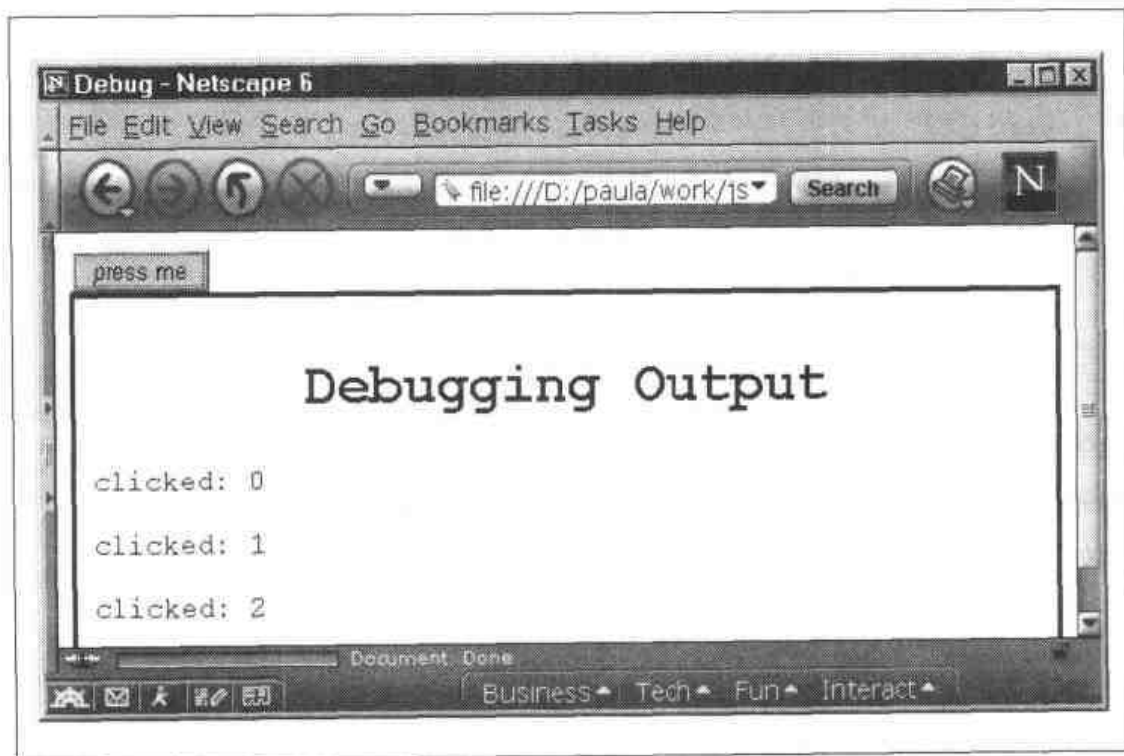 N Debug - Netscape 6
File Edit View Search Go Bookmarks Tasks Help
file:///D:/paula/work/js Search N
press me
Debugging Output
clicked: 0
clicked: 1
clicked: 2
Document: Done
Business Tech Fun Interact